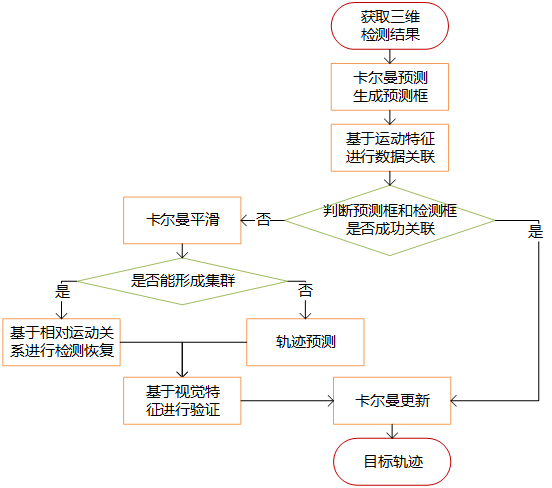 获取三维
检测结果
卡尔曼预测
生成预测框
基于运动特征
进行数据关联
判断预测框和检测框
是否成功关联
否
是
卡尔曼平滑
是否能形成集群
是
否
基于相对运动关
系进行检测恢复
轨迹预测
基于视觉特
征进行验证
卡尔曼更新
目标轨迹